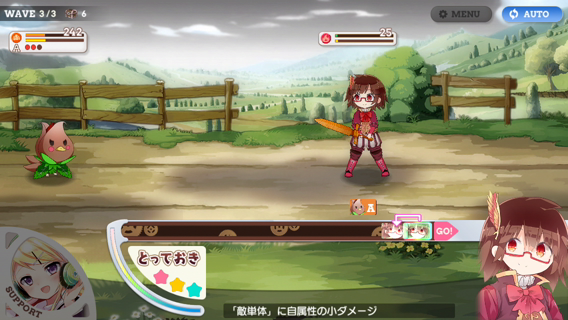 WAVE 3/3
6
MENU
AUTO
242
A
25
A
GO!
とっておき
SUPPORT
「敵単体」に自属性の小ダメージ